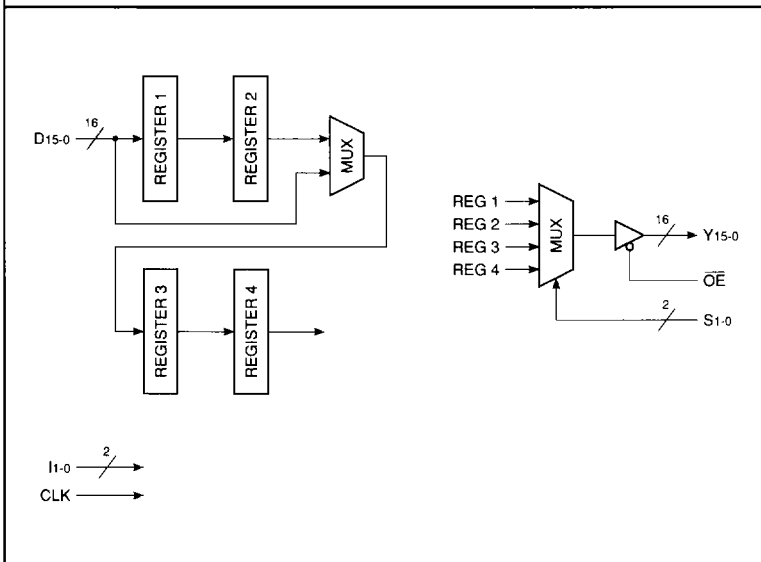 16
D15-0
REGISTER 1
REGISTER 2
MUX
REGISTER 3
REGISTER 4
I1-0
2
CLK
REG 1
REG 2
REG 3
REG 4
MUX
16
Y15-0
OE
2
S1-0